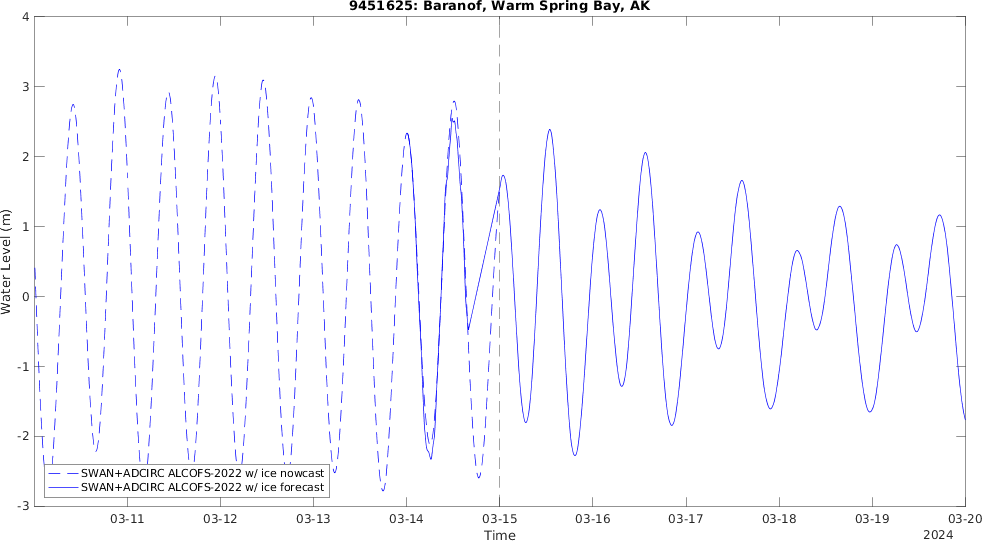 9451625: Baranof, Warm Spring Bay, AK
4
3
2
1
0
-1
-2
-3
Water Level (m)
SWAN+ADCIRC ALCOFS-2022 w/ ice nowcast
SWAN+ADCIRC ALCOFS-2022 w/ ice forecast
03-11 03-12 03-13 03-14 03-15 03-16 03-17 03-18 03-19 03-20
Time
2024